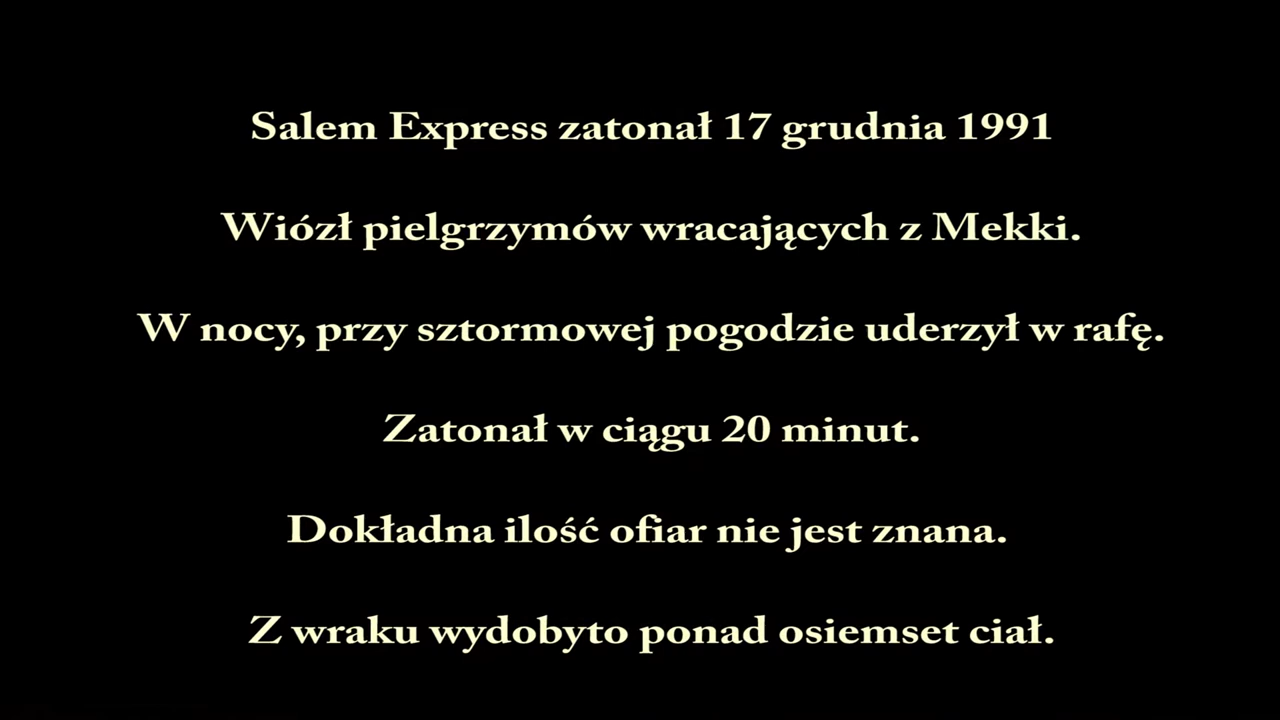 Salem Express zatonał 17 grudnia 1991
Wiózł pielgrzymów wracających z Mekki.
W nocy, przy sztormowej pogodzie uderzył w rafę.
Zatonał w ciągu 20 minut.
Dokładna ilość ofiar nie jest znana.
Z wraku wydobyto ponad osiemset ciał.